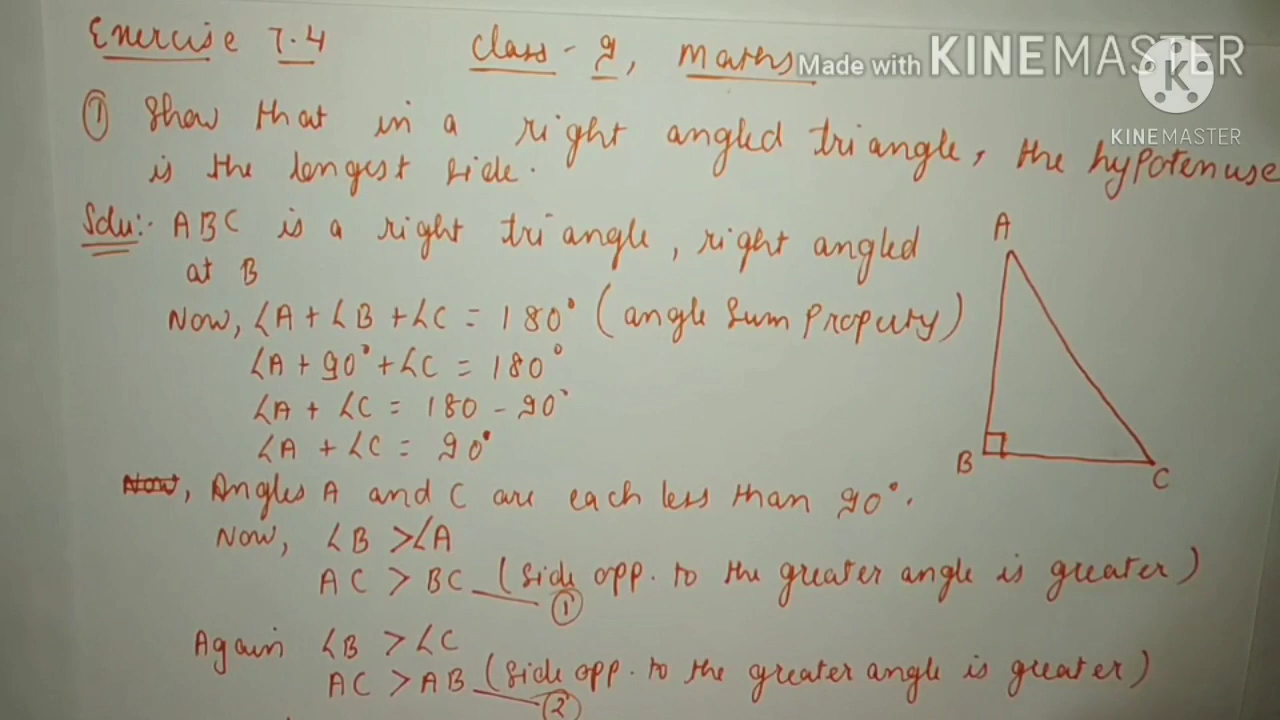 Exercise 7.4 Class - 9, Maths
Made with KINEMASTER
K
KINEMASTER
① Show that in a right angled triangle, the hypotenuse
is the longest side.
Solu:- ABC is a right triangle, right angled
at B
Now, ∠A + ∠B + ∠C = 180° (angle Sum Property)
∠A + 90° + ∠C = 180°
∠A + ∠C = 180 - 90°
∠A + ∠C = 90°
Now, Angles A and C are each less than 90°.
Now, ∠B > ∠A
AC > BC (Side opp. to the greater angle is greater)
①
Again ∠B > ∠C
AC > AB (Side opp. to the greater angle is greater)
②
A
B
C